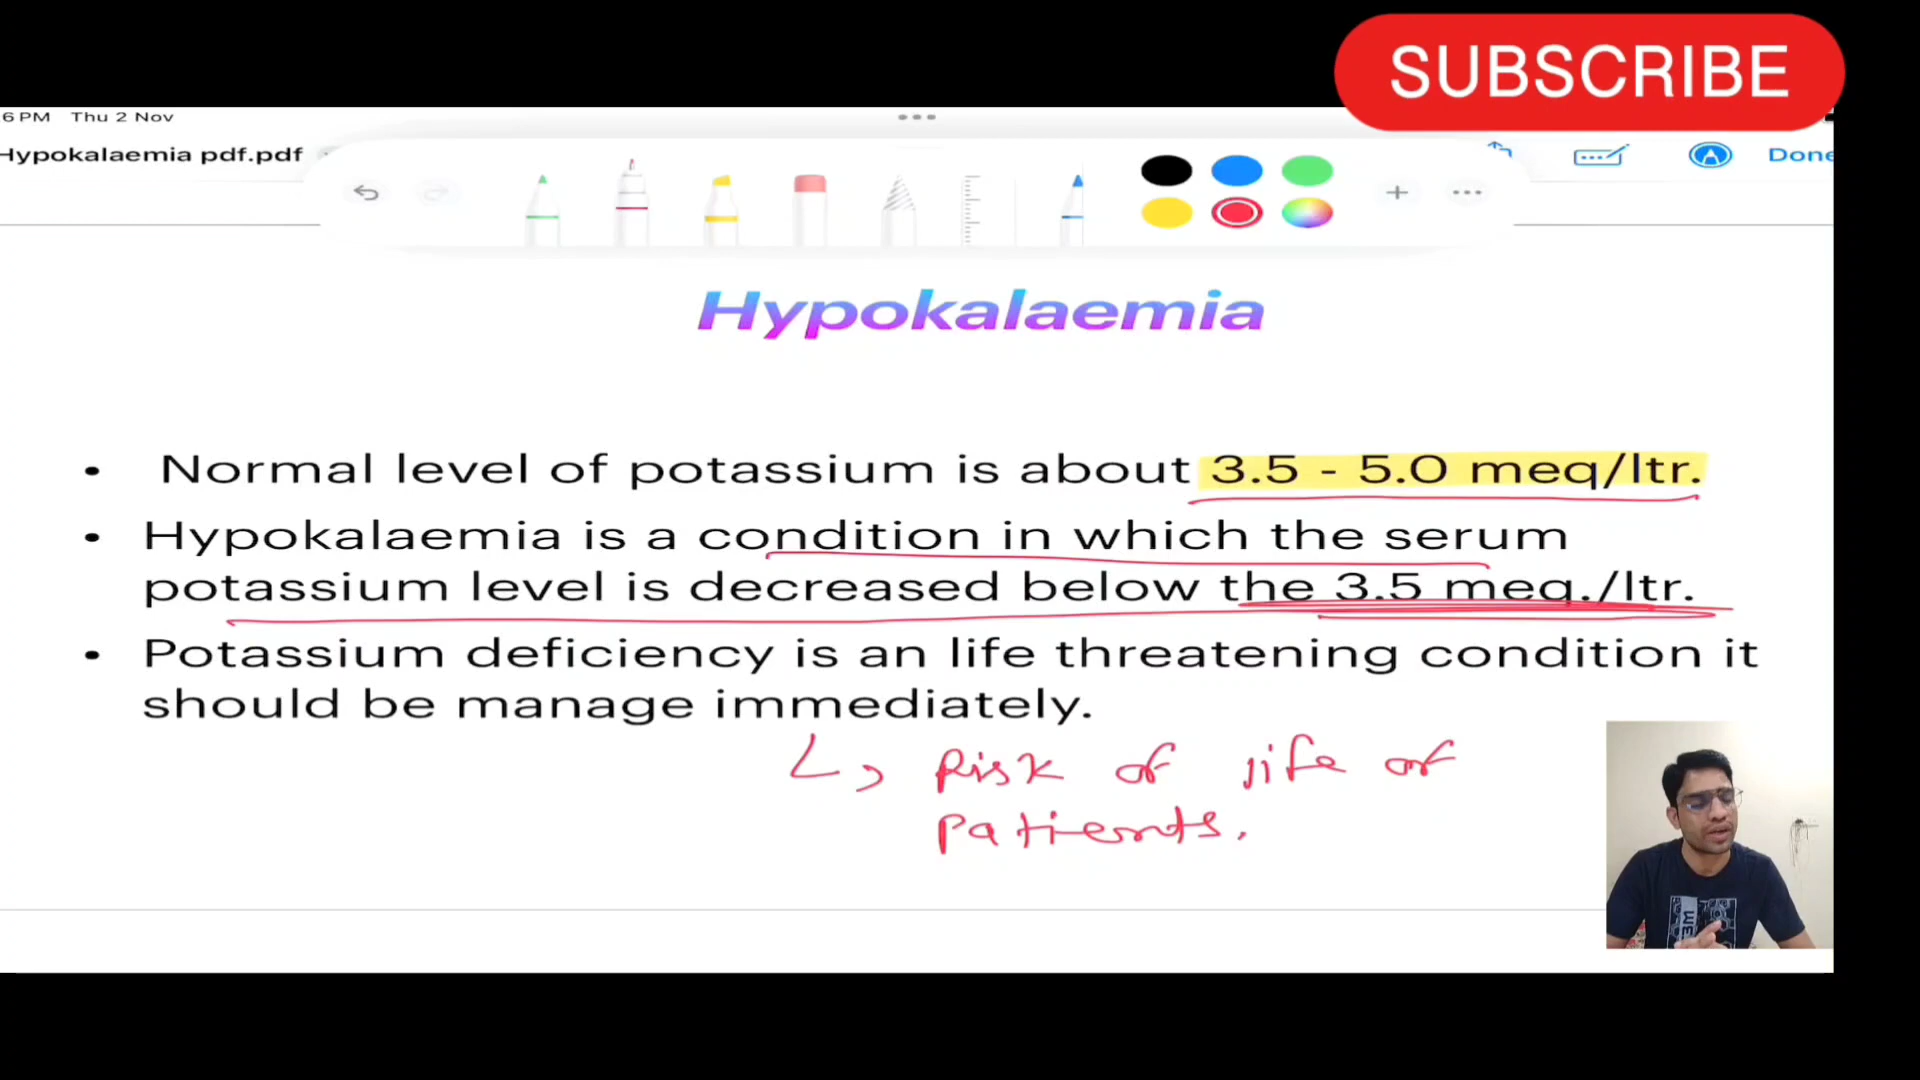 SUBSCRIBE
6 PM Thu 2 Nov
Hypokalaemia pdf.pdf
Done
Hypokalaemia
• Normal level of potassium is about 3.5 - 5.0 meq/ltr.
• Hypokalaemia is a condition in which the serum
potassium level is decreased below the 3.5 meq./ltr.
• Potassium deficiency is an life threatening condition it
should be manage immediately.
↳ Risk of life of
patients.